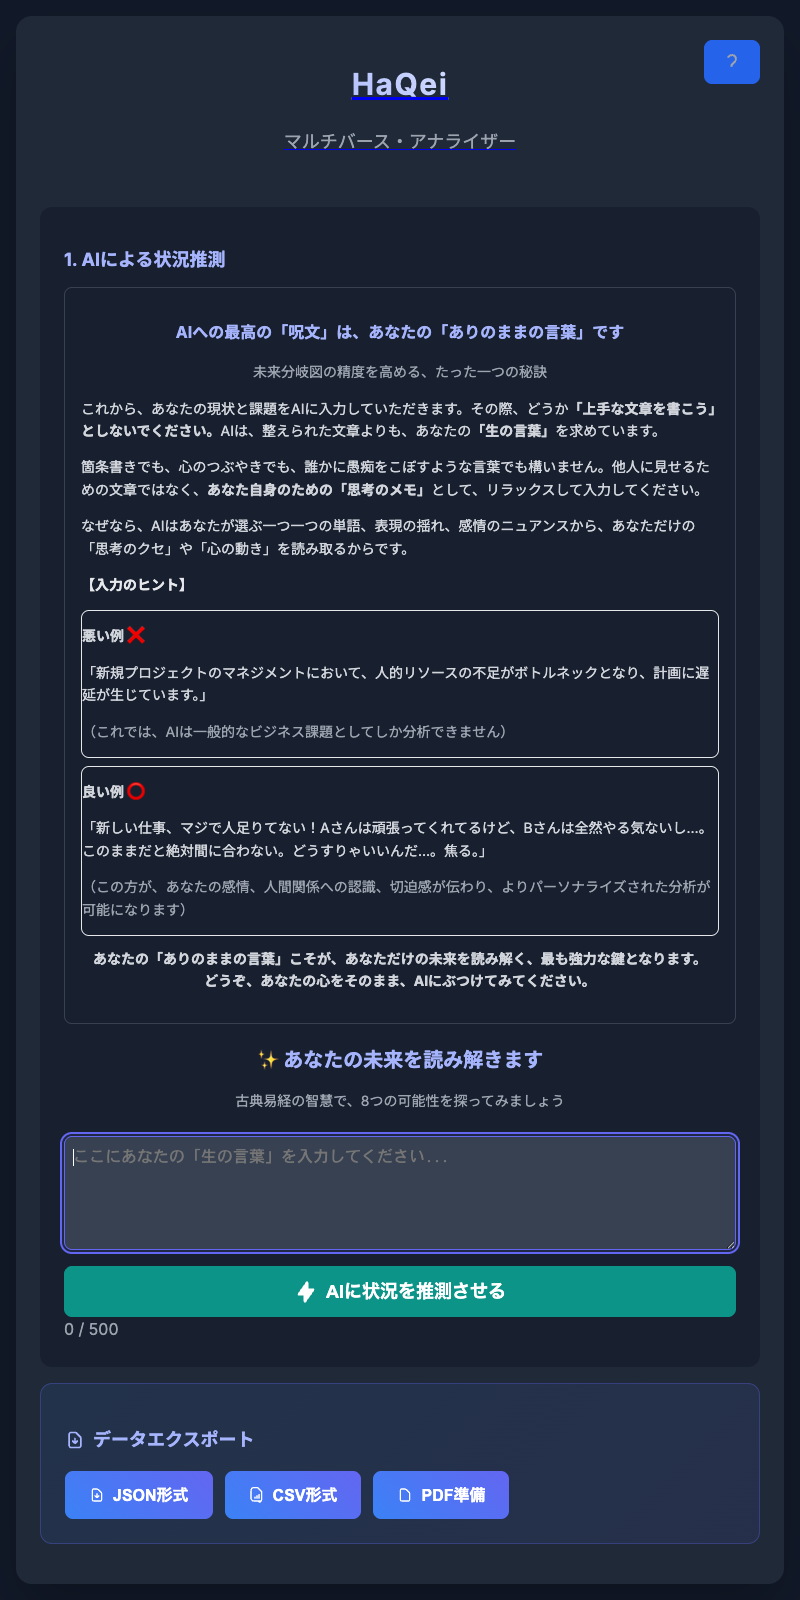 ?
HaQei
マルチバース・アナライザー
1. AIによる状況推測
AIへの最高の「呪文」は、あなたの「ありのままの言葉」です
未来分岐図の精度を高める、たった一つの秘訣
これから、あなたの現状と課題をAIに入力していただきます。その際、どうか「上手な文章を書こう」
としないでください。AIは、整えられた文章よりも、あなたの「生の言葉」を求めています。
箇条書きでも、心のつぶやきでも、誰かに愚痴をこぼすような言葉でも構いません。他人に見せるた
めの文章ではなく、あなた自身のための「思考のメモ」として、リラックスして入力してください。
なぜなら、AIはあなたが選ぶ一つ一つの単語、表現の揺れ、感情のニュアンスから、あなただけの
「思考のクセ」や「心の動き」を読み取るからです。
【入力のヒント】
悪い例❌
「新規プロジェクトのマネジメントにおいて、人的リソースの不足がボトルネックとなり、計画に遅
延が生じています。」
（これでは、AIは一般的なビジネス課題としてしか分析できません）
良い例⭕
「新しい仕事、マジで人足りてない！Aさんは頑張ってくれてるけど、Bさんは全然やる気ないし…。
このままだと絶対間に合わない。どうすりゃいいんだ…。焦る。」
（この方が、あなたの感情、人間関係への認識、切迫感が伝わり、よりパーソナライズされた分析が
可能になります）
あなたの「ありのままの言葉」こそが、あなただけの未来を読み解く、最も強力な鍵となります。
どうぞ、あなたの心をそのまま、AIにぶつけてみてください。
✨ あなたの未来を読み解きます
古典易経の智慧で、8つの可能性を探ってみましょう
ここにあなたの「生の言葉」を入力してください...
AIに状況を推測させる
0 / 500
データエクスポート
JSON形式 CSV形式 PDF準備